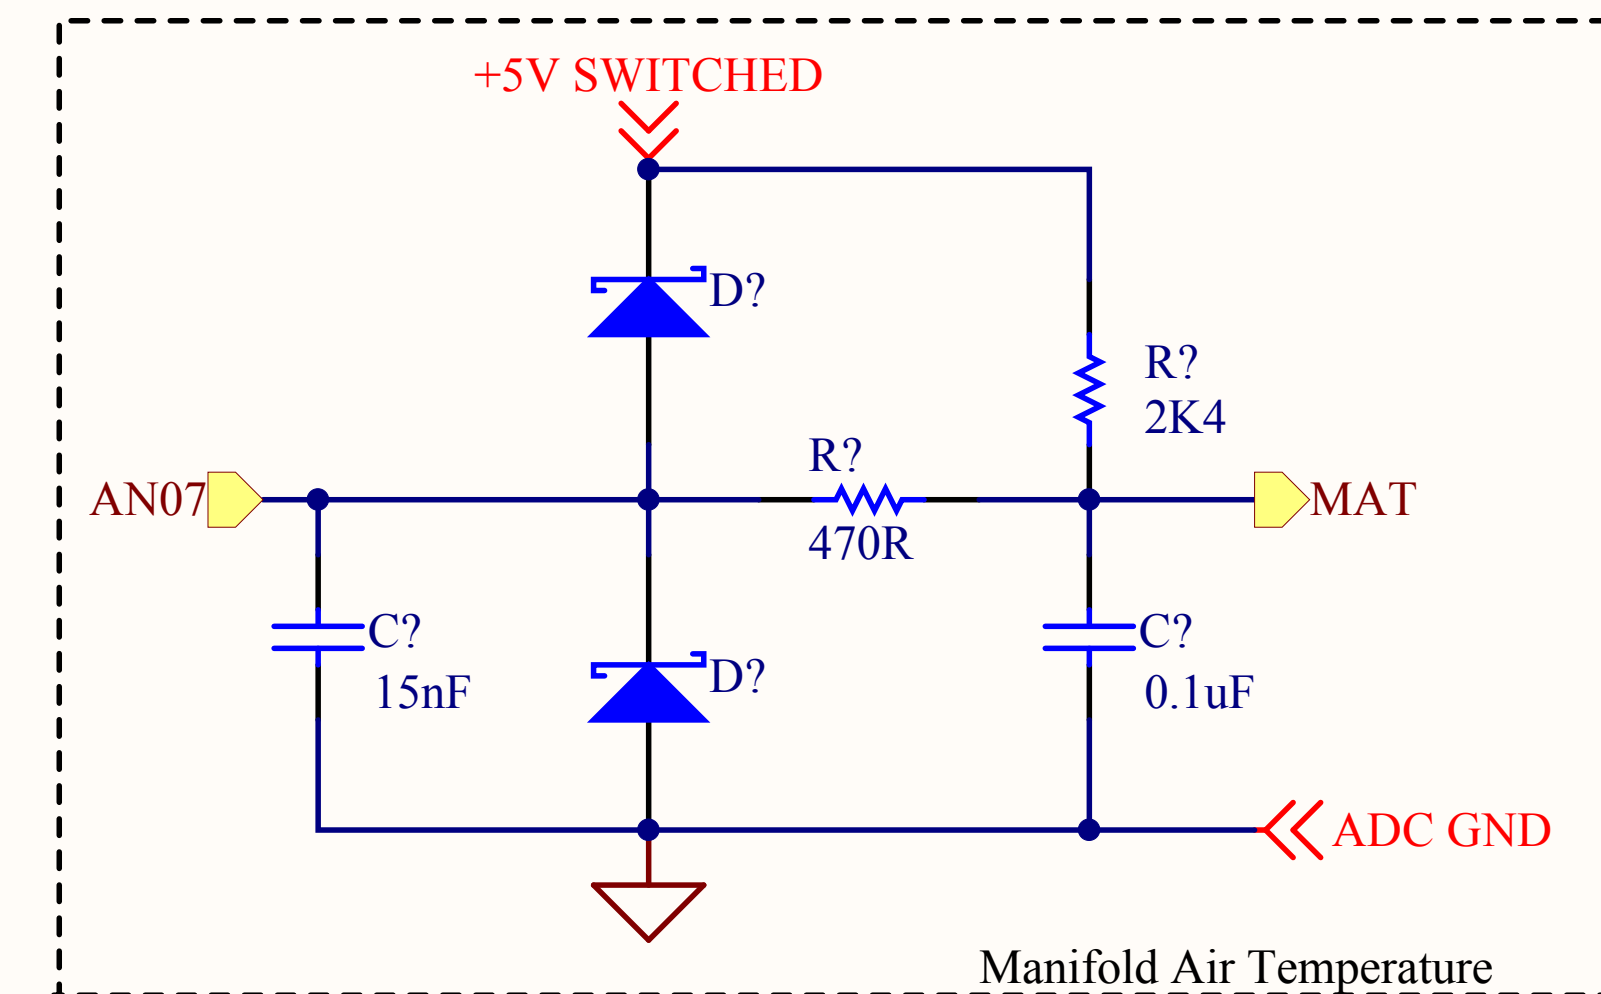 +5V SWITCHED
D?
R?
2K4
R?
AN07
MAT
470R
C?
C?
D?
15nF
0.1uF
ADC GND
Manifold Air Temperature